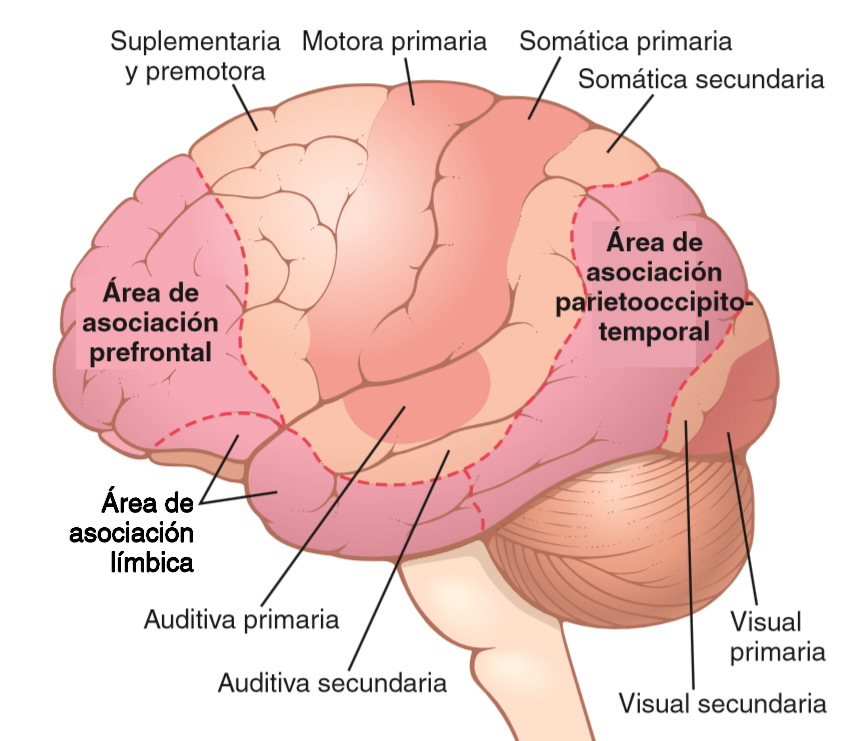 Suplementaria
y premotora
Motora primaria
Somática primaria
Somática secundaria
Área de
asociación
prefrontal
Área de
asociación
parietooccipito-
temporal
Área de
asociación
límbica
Auditiva primaria
Auditiva secundaria
Visual
primaria
Visual secundaria